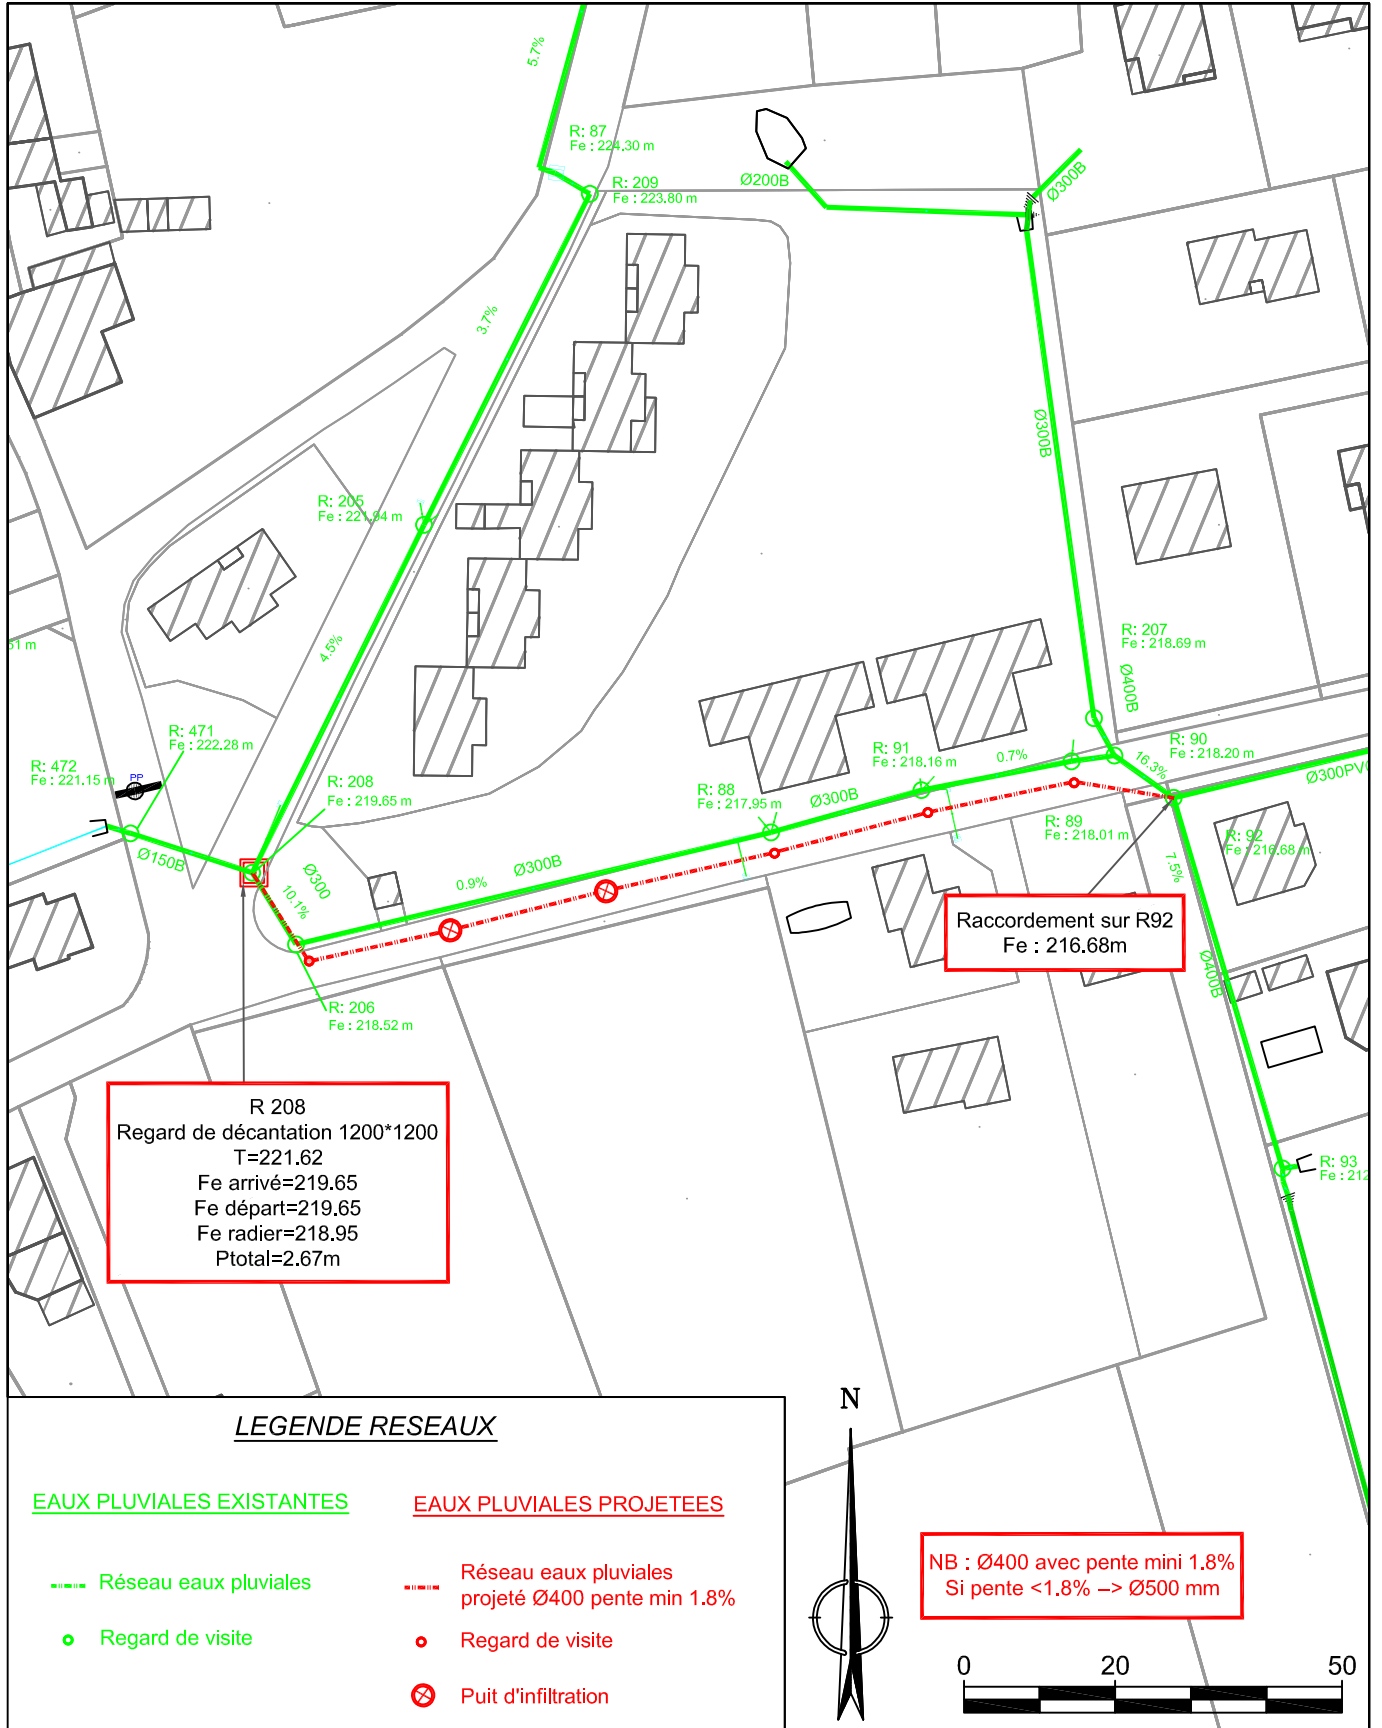 5.7%
R: 87
Fe : 224.30 m
R: 209
Fe : 223.80 m
Ø200B
Ø300B
3.7%
Ø300B
R: 205
Fe : 221.94 m
4.5%
51 m
R: 207
Fe : 218.69 m
Ø400B
R: 471
Fe : 222.28 m
R: 472
Fe : 221.15 m
PP
R: 208
Fe : 219.65 m
R: 91
Fe : 218.16 m
0.7%
16.3%
R: 90
Fe : 218.20 m
Ø300PVC
R: 88
Fe : 217.95 m
Ø300B
R: 89
Fe : 218.01 m
R: 92
Fe : 216.68 m
Ø150B
Ø300
10.1%
0.9%
Ø300B
7.5%
Raccordement sur R92
Fe : 216.68m
Ø400B
R: 206
Fe : 218.52 m
R: 93
Fe : 212
R 208
Regard de décantation 1200*1200
T=221.62
Fe arrivé=219.65
Fe départ=219.65
Fe radier=218.95
Ptotal=2.67m
LEGENDE RESEAUX
EAUX PLUVIALES EXISTANTES
Réseau eaux pluviales
Regard de visite
EAUX PLUVIALES PROJETEES
Réseau eaux pluviales
projeté Ø400 pente min 1.8%
Regard de visite
Puit d'infiltration
N
NB : Ø400 avec pente mini 1.8%
Si pente <1.8% –> Ø500 mm
0 20 50